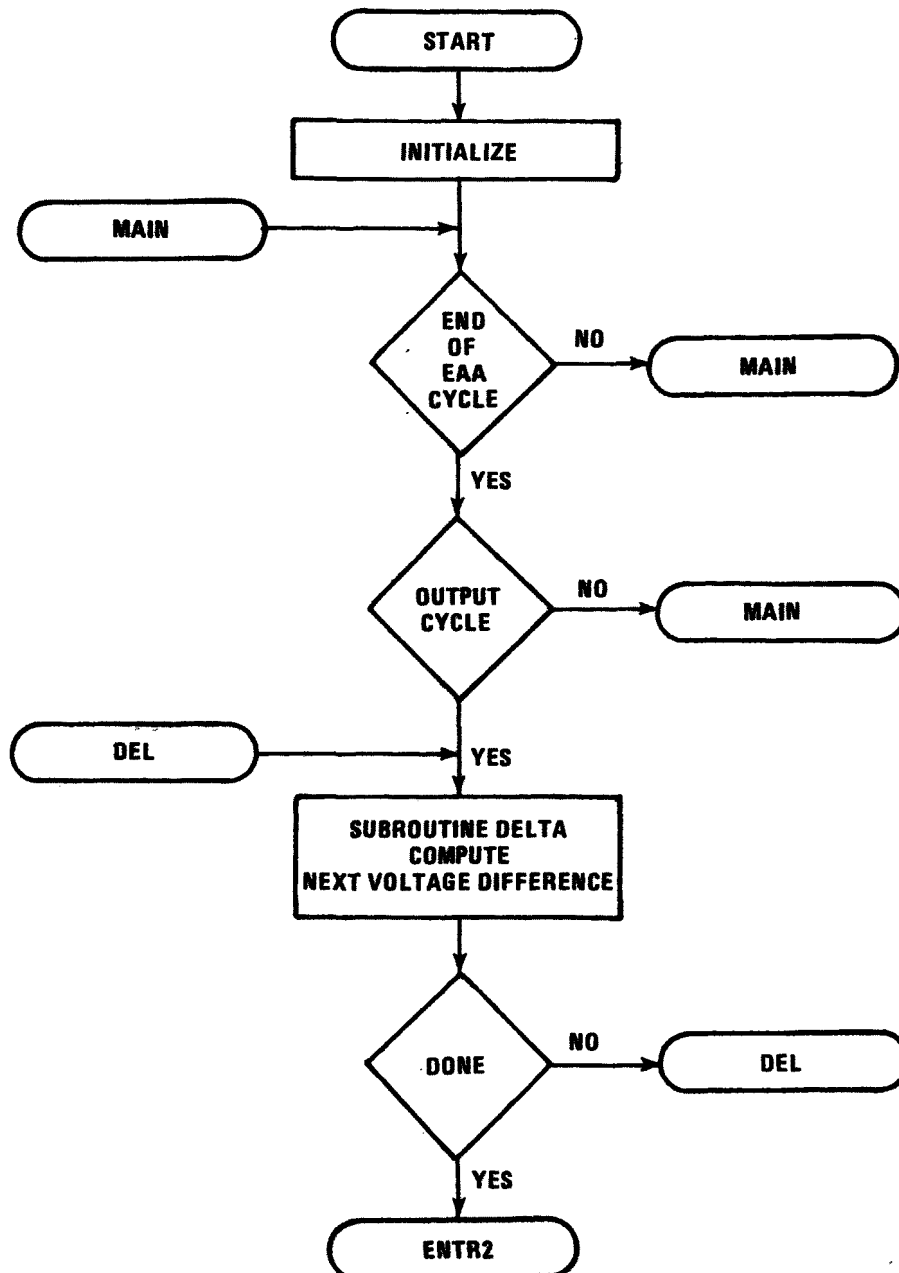 START
INITIALIZE
MAIN
END
OF
EAA
CYCLE
NO
MAIN
YES
OUTPUT
CYCLE
NO
MAIN
DEL
YES
SUBROUTINE DELTA
COMPUTE
NEXT VOLTAGE DIFFERENCE
DONE
NO
DEL
YES
ENTR2